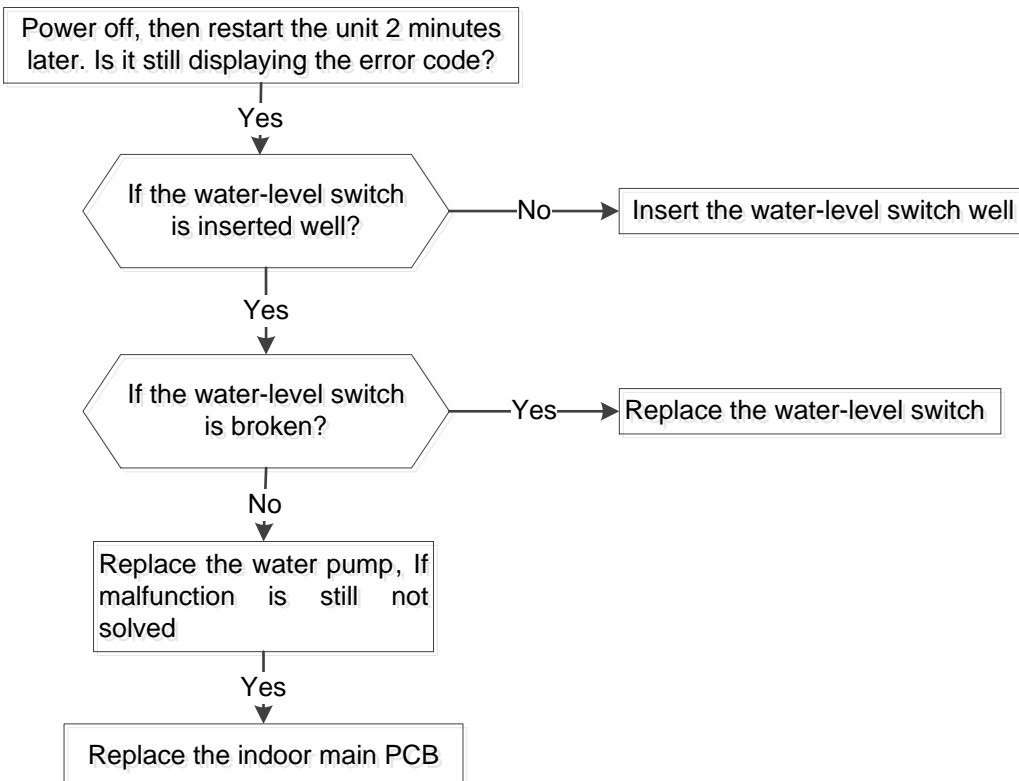 Power off, then restart the unit 2 minutes
later. Is it still displaying the error code?
Yes
If the water-level switch
is inserted well?
No
Insert the water-level switch well
Yes
If the water-level switch
is broken?
Yes
Replace the water-level switch
No
Replace the water pump, If
malfunction is still not
solved
Yes
Replace the indoor main PCB